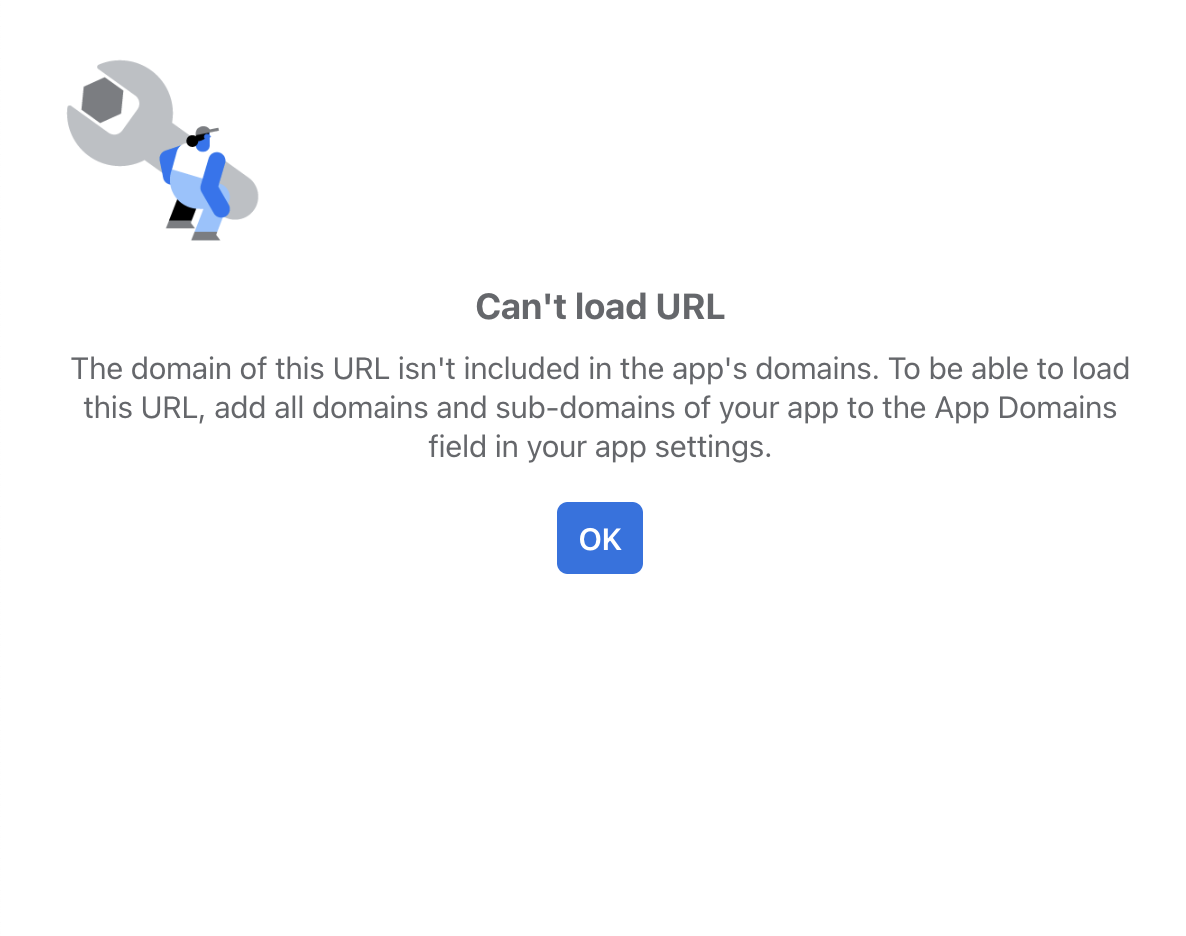 Can't load URL
The domain of this URL isn't included in the app's domains. To be able to load
this URL, add all domains and sub-domains of your app to the App Domains
field in your app settings.
OK